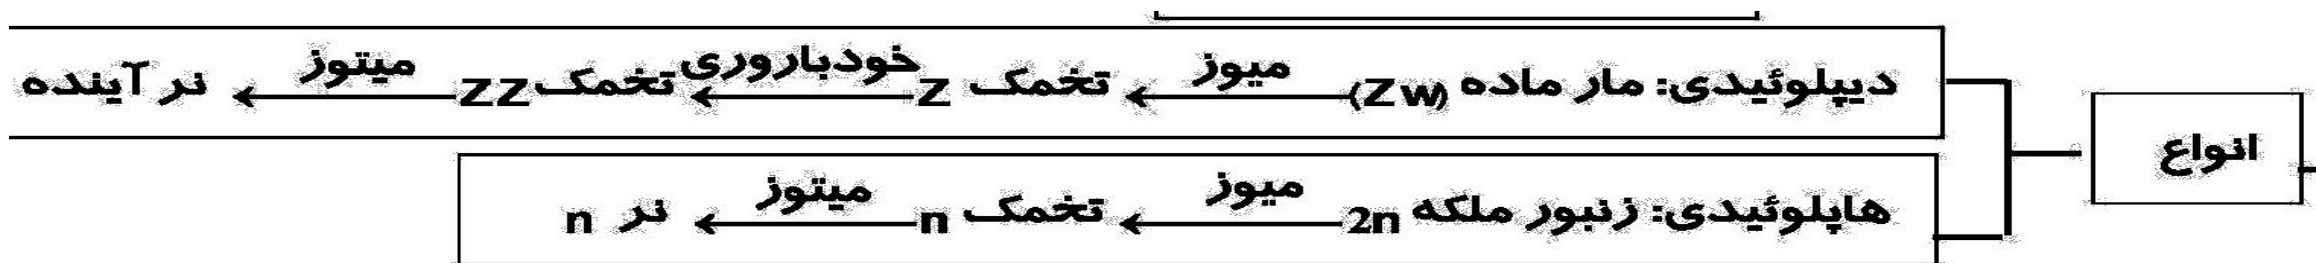 انواع
دیپلوئیدی: مار ماده (Zw) میوز تخمک Z خودباروری تخمک ZZ میتوز نر آینده
هاپلوئیدی: زنبور ملکه 2n میوز تخمک n میتوز نر n